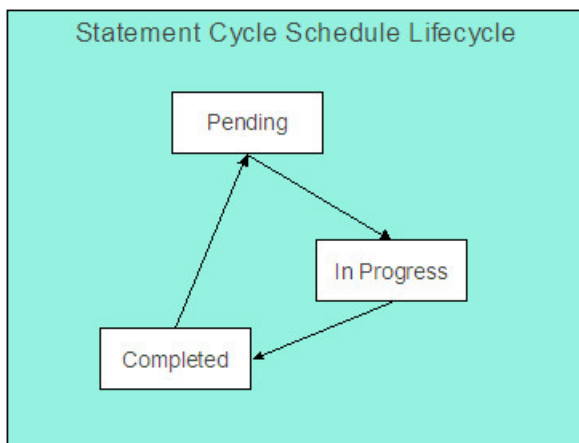 Statement Cycle Schedule Lifecycle
Pending
In Progress
Completed